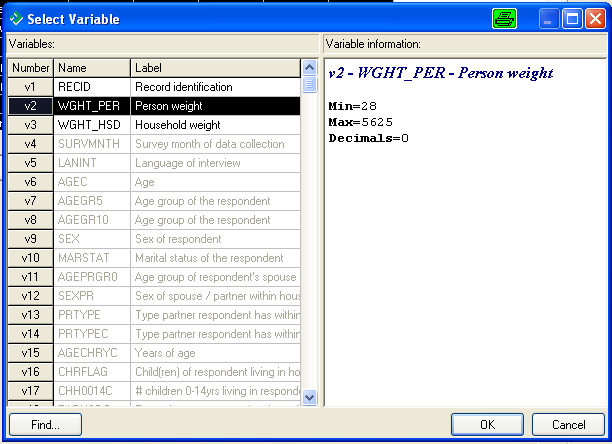 Select Variable
Variables:
Number Name Label
v1 RECID Record identification
v2 WGHT_PER Person weight
v3 WGHT_HSD Household weight
v4 SURVMNTH Survey month of data collection
v5 LANINT Language of interview
v6 AGEC Age
v7 AGEGR5 Age group of the respondent
v8 AGEGR10 Age group of the respondent
v9 SEX Sex of respondent
v10 MARSTAT Marital status of the respondent
v11 AGEPRGR0 Age group of respondent's spouse
v12 SEXPR Sex of spouse / partner within hous
v13 PRTYPE Type partner respondent has within
v14 PRTYPEC Type partner respondent has within
v15 AGECHRYC Years of age
v16 CHRFLAG Child(ren) of respondent living in ho
v17 CHH0014C # children 0-14yrs living in responde
Variable information:
v2 - WGHT_PER - Person weight
Min=28
Max=5625
Decimals=0
Find...
OK
Cancel